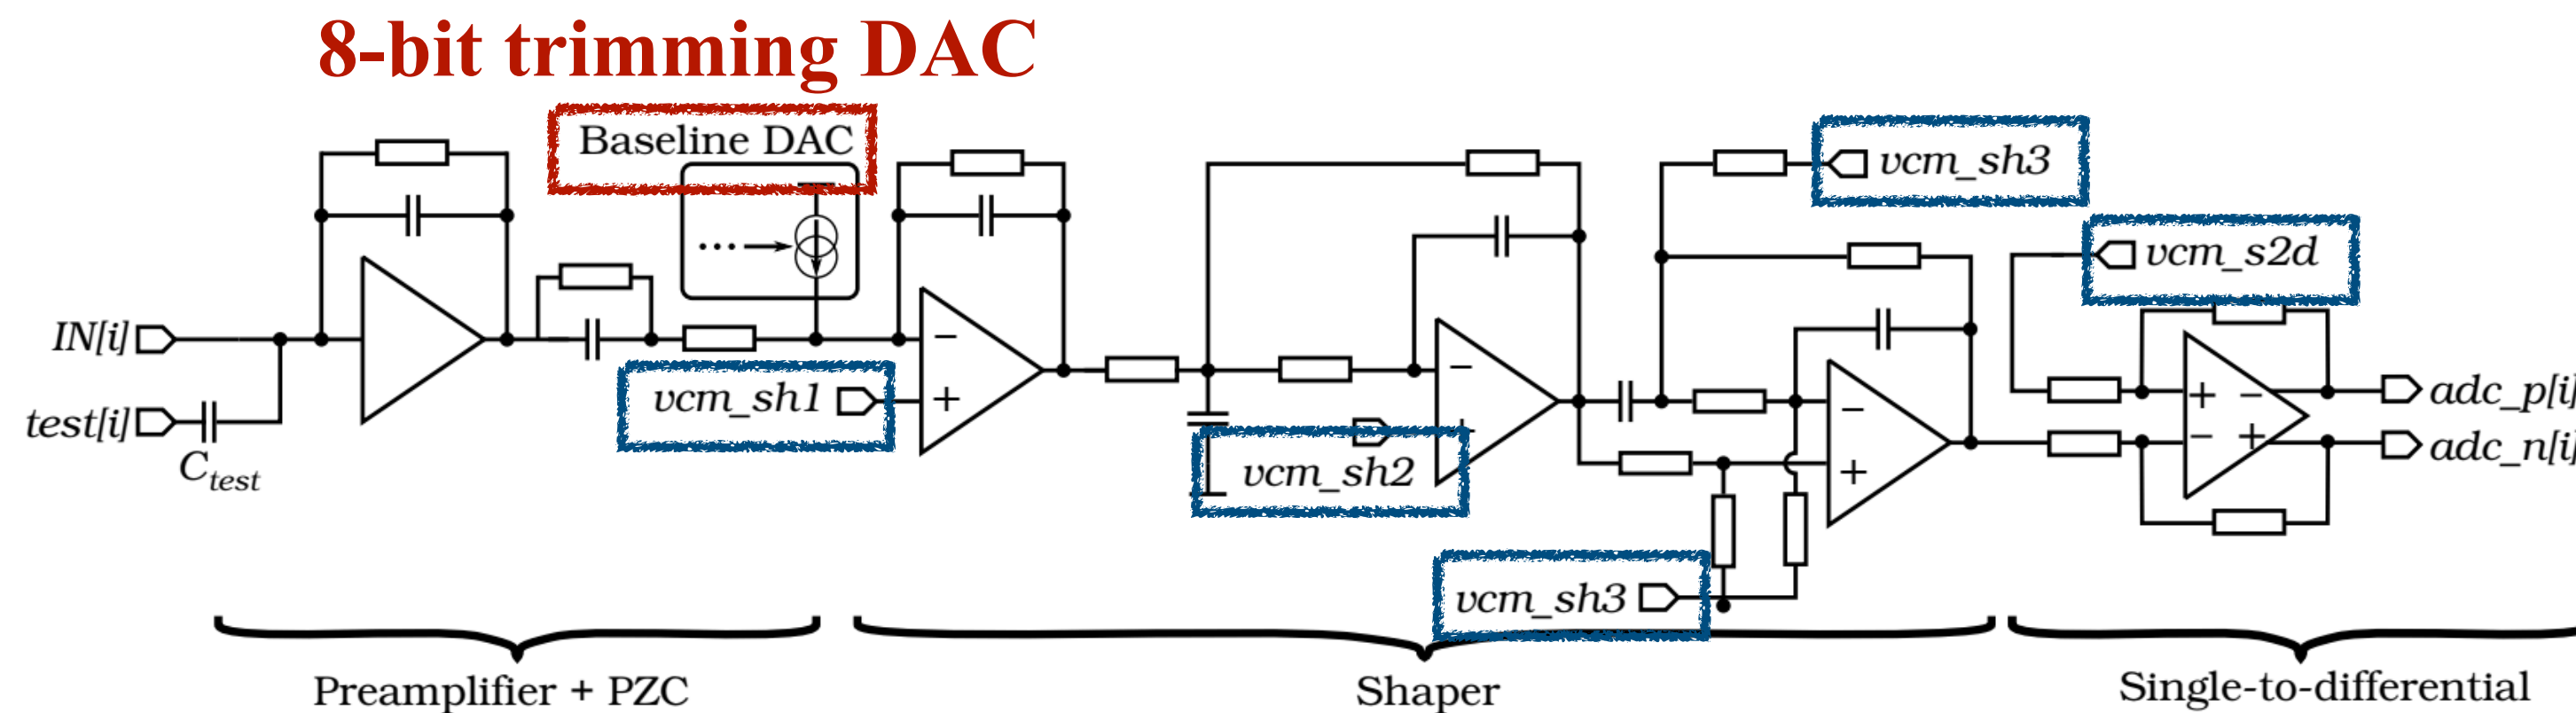 8-bit trimming DAC
Baseline DAC
vcm_sh3
vcm_s2d
IN[i]
vcm_sh1
test[i]
C_test
vcm_sh2
adc_p[i]
adc_n[i]
vcm_sh3
Preamplifier + PZC
Shaper
Single-to-differential